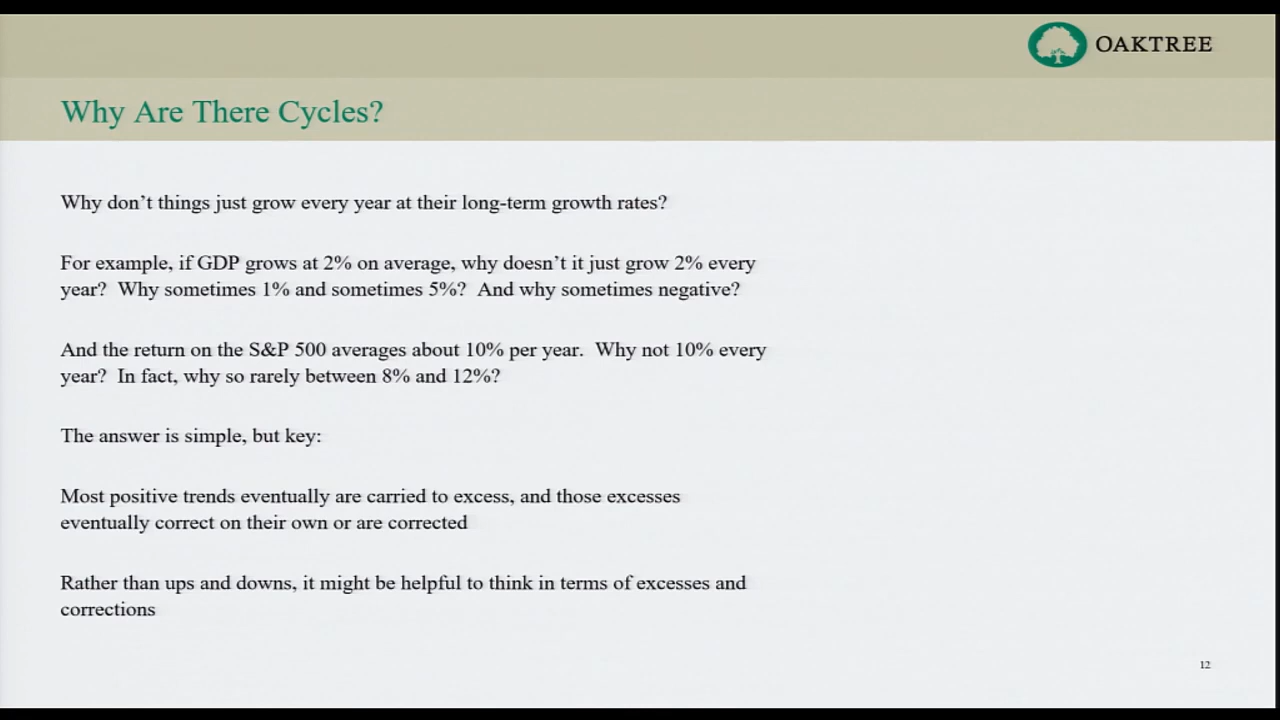 OAKTREE
Why Are There Cycles?
Why don’t things just grow every year at their long-term growth rates?
For example, if GDP grows at 2% on average, why doesn’t it just grow 2% every
year?  Why sometimes 1% and sometimes 5%?  And why sometimes negative?
And the return on the S&P 500 averages about 10% per year.  Why not 10% every
year?  In fact, why so rarely between 8% and 12%?
The answer is simple, but key:
Most positive trends eventually are carried to excess, and those excesses
eventually correct on their own or are corrected
Rather than ups and downs, it might be helpful to think in terms of excesses and
corrections
12